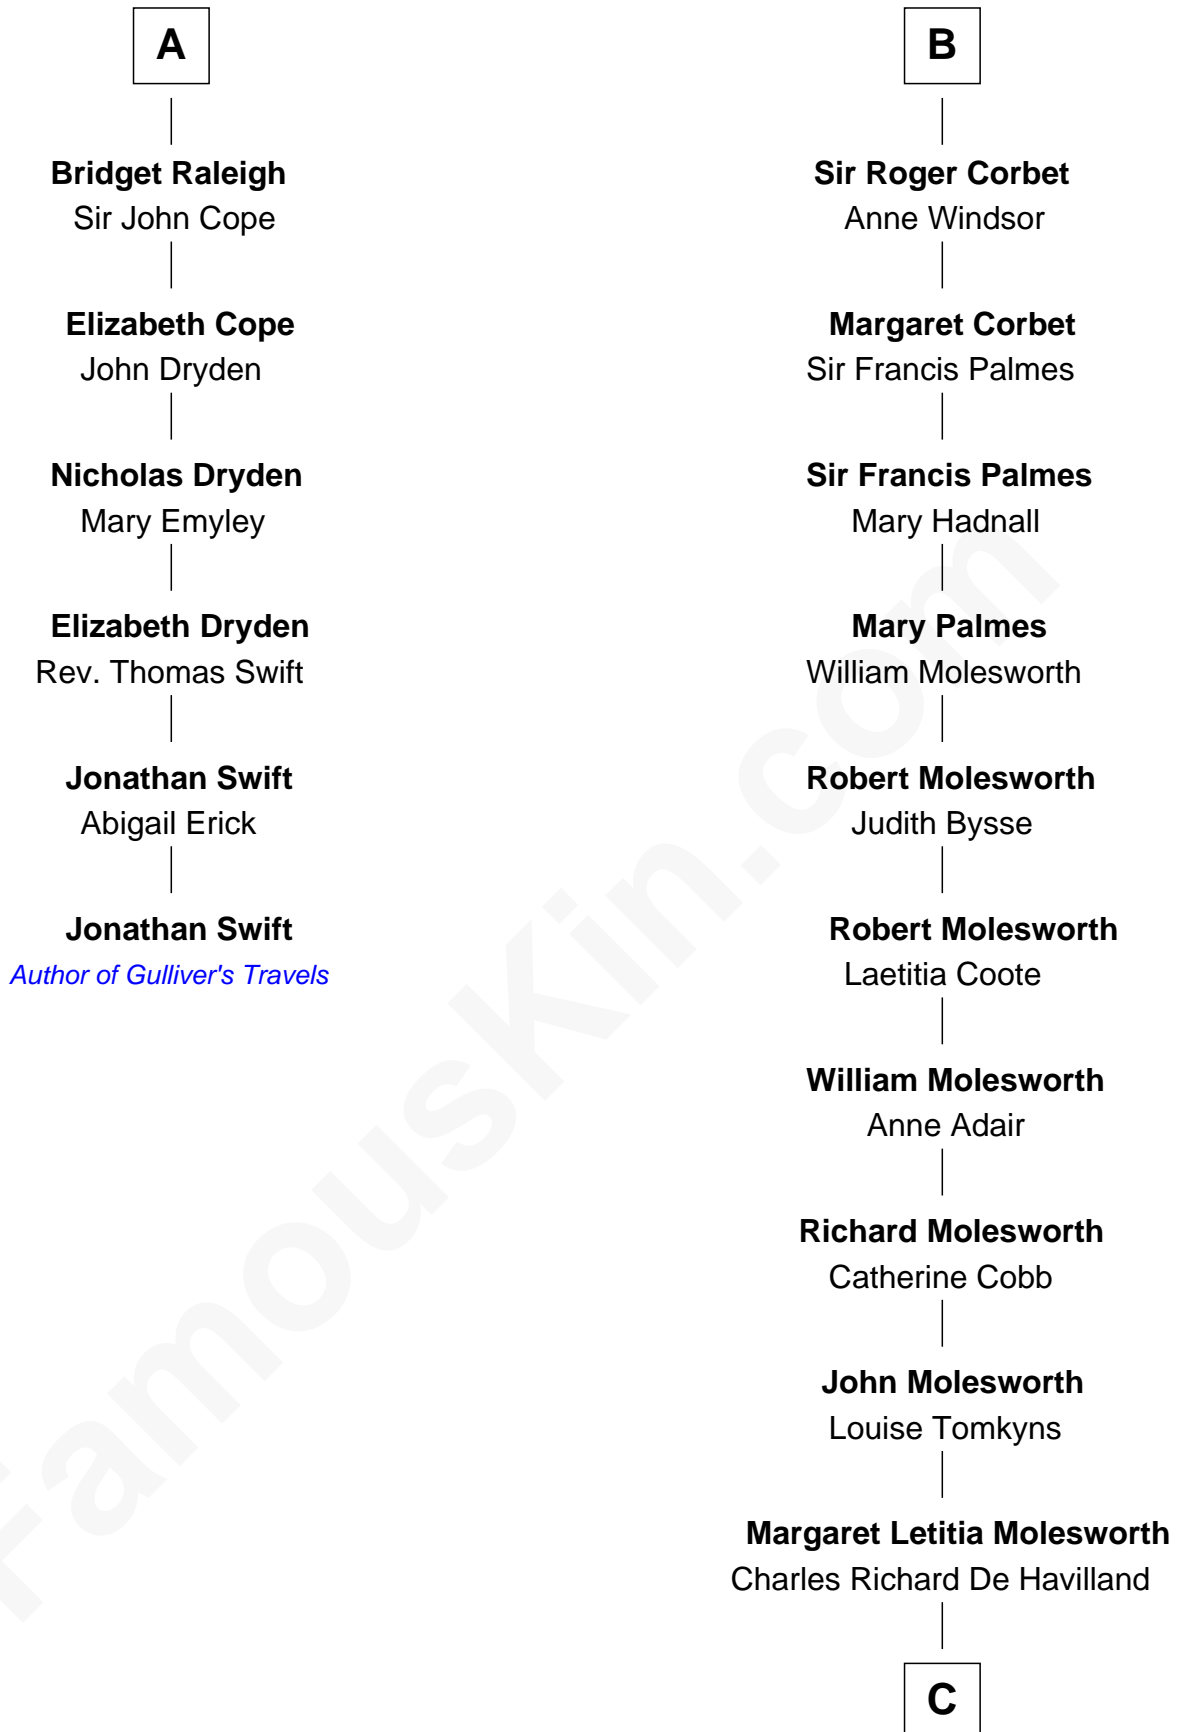 A
Bridget Raleigh
Sir John Cope
Elizabeth Cope
John Dryden
Nicholas Dryden
Mary Emyley
Elizabeth Dryden
Rev. Thomas Swift
Jonathan Swift
Abigail Erick
Jonathan Swift
Author of Gulliver's Travels
B
Sir Roger Corbet
Anne Windsor
Margaret Corbet
Sir Francis Palmes
Sir Francis Palmes
Mary Hadnall
Mary Palmes
William Molesworth
Robert Molesworth
Judith Bysse
Robert Molesworth
Laetitia Coote
William Molesworth
Anne Adair
Richard Molesworth
Catherine Cobb
John Molesworth
Louise Tomkyns
Margaret Letitia Molesworth
Charles Richard De Havilland
C
FamousKin.com